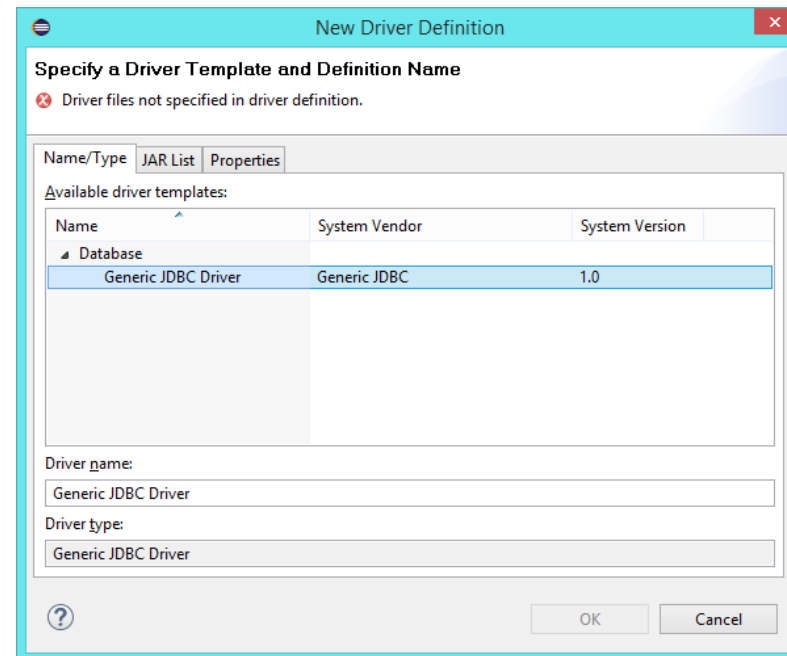 New Driver Definition
Specify a Driver Template and Definition Name
Driver files not specified in driver definition.
Name/Type JAR List Properties
Available driver templates:
Name System Vendor System Version
Database
Generic JDBC Driver Generic JDBC 1.0
Driver name:
Generic JDBC Driver
Driver type:
Generic JDBC Driver
OK Cancel